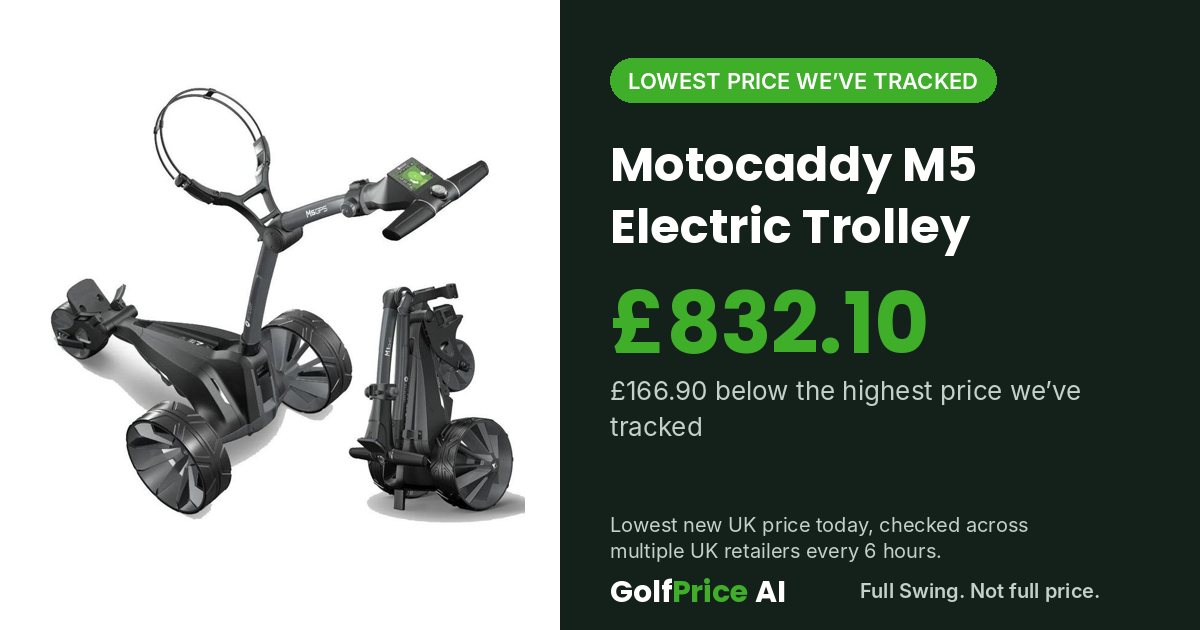 M5GPS
LOWEST PRICE WE’VE TRACKED
Motocaddy M5
Electric Trolley
£832.10
£166.90 below the highest price we’ve
tracked
Lowest new UK price today, checked across
multiple UK retailers every 6 hours.
GolfPrice AI
Full Swing. Not full price.